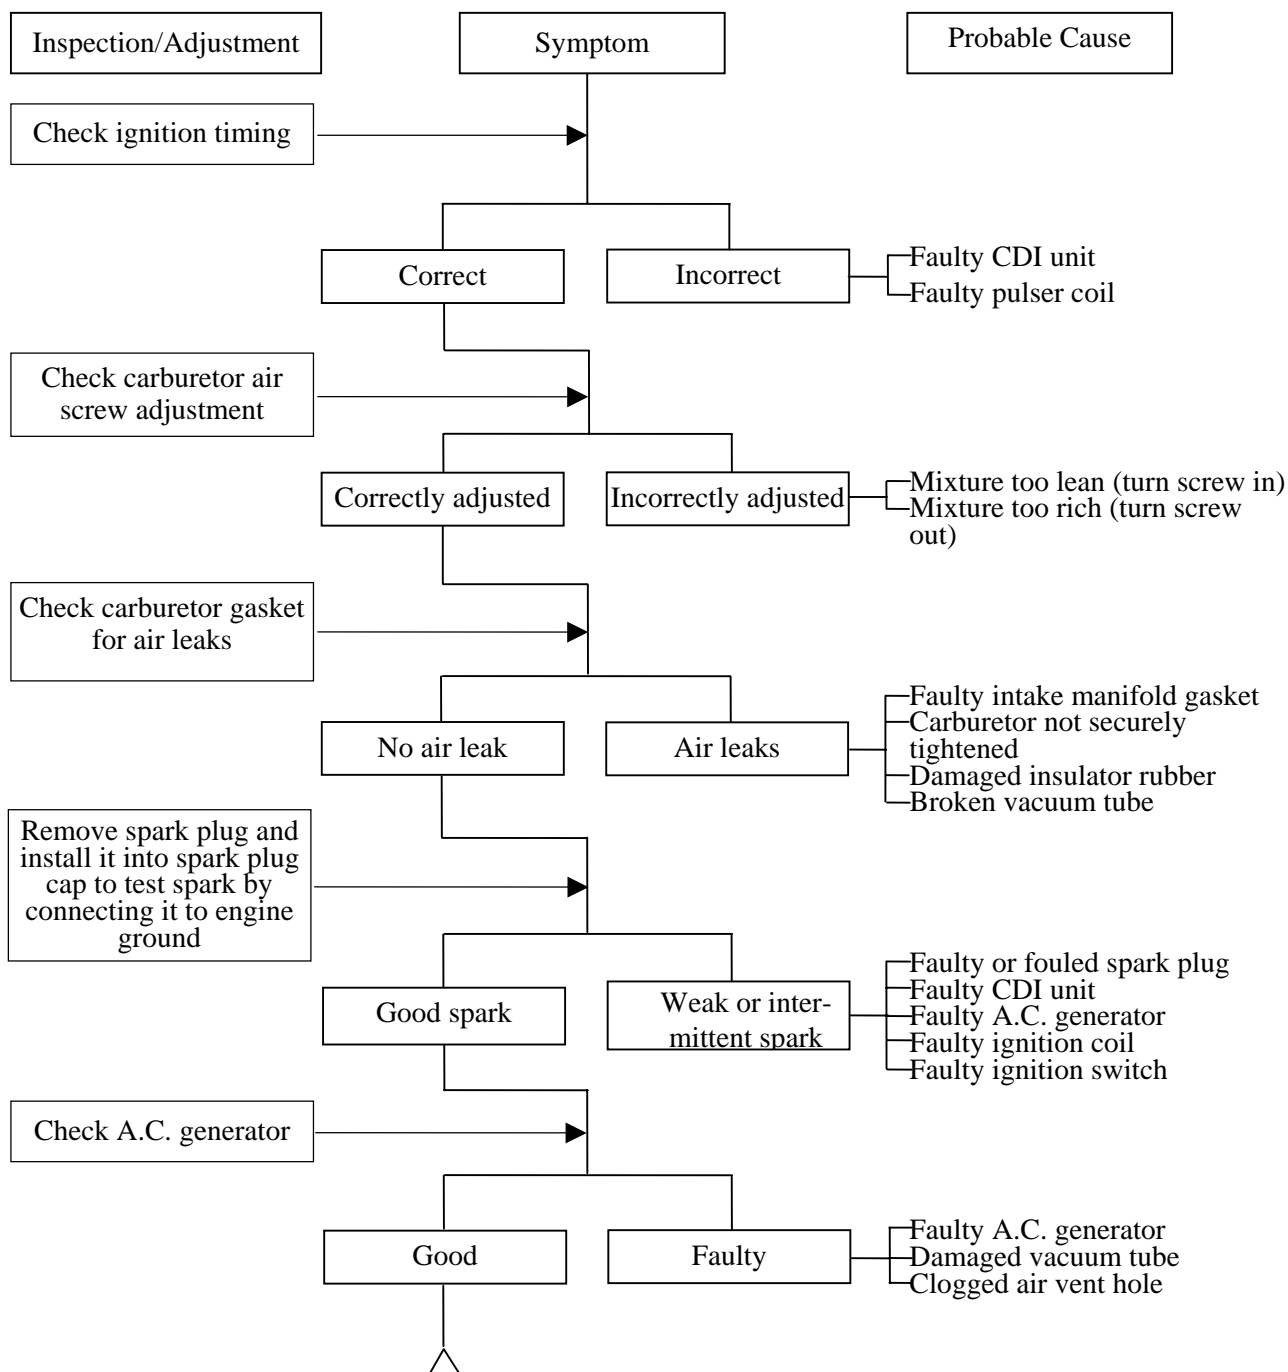 Inspection/Adjustment
Symptom
Probable Cause
Check ignition timing
Correct
Incorrect
Faulty CDI unit
Faulty pulser coil
Check carburetor air
screw adjustment
Correctly adjusted
Incorrectly adjusted
Mixture too lean (turn screw in)
Mixture too rich (turn screw
out)
Check carburetor gasket
for air leaks
No air leak
Air leaks
Faulty intake manifold gasket
Carburetor not securely
tightened
Damaged insulator rubber
Broken vacuum tube
Remove spark plug and
install it into spark plug
cap to test spark by
connecting it to engine
ground
Good spark
Weak or inter-
mittent spark
Faulty or fouled spark plug
Faulty CDI unit
Faulty A.C. generator
Faulty ignition coil
Faulty ignition switch
Check A.C. generator
Good
Faulty
Faulty A.C. generator
Damaged vacuum tube
Clogged air vent hole